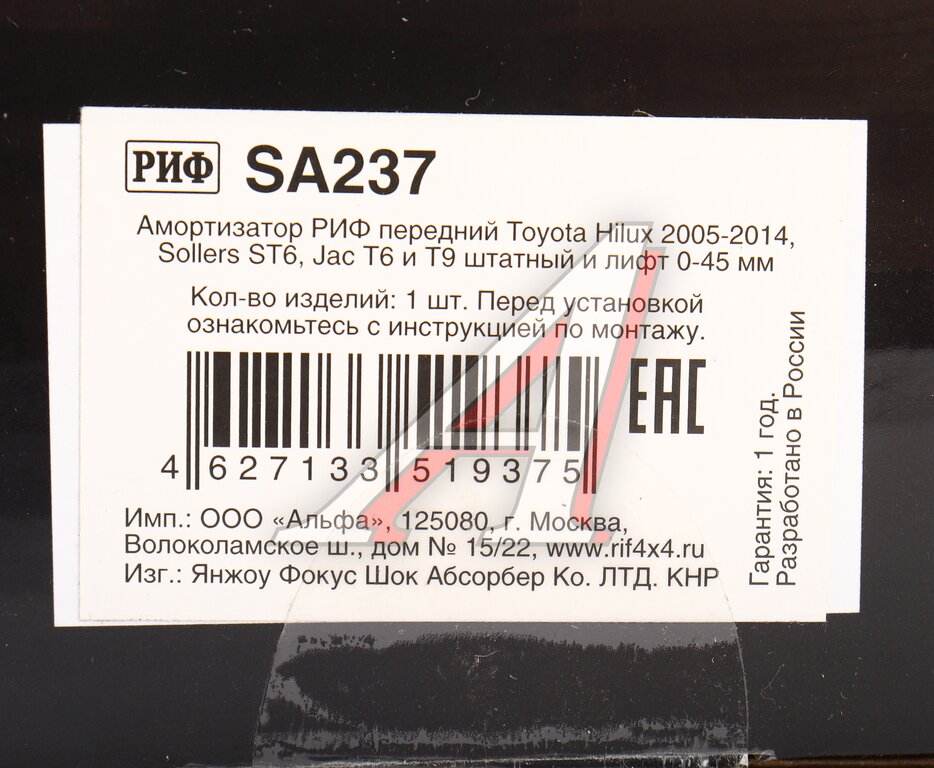 РИФ SA237
Амортизатор РИФ передний Toyota Hilux 2005-2014,
Sollers ST6, Jac T6 и T9 штатный и лифт 0-45 мм
Кол-во изделий: 1 шт. Перед установкой
ознакомьтесь с инструкцией по монтажу.
EAC
4 627133 519375
Имп.: ООО «Альфа», 125080, г. Москва,
Волоколамское ш., дом № 15/22, www.rif4x4.ru
Изг.: Янжоу Фокус Шок Абсорбер Ко. ЛТД. КНР
Гарантия: 1 год.
Разработано в России